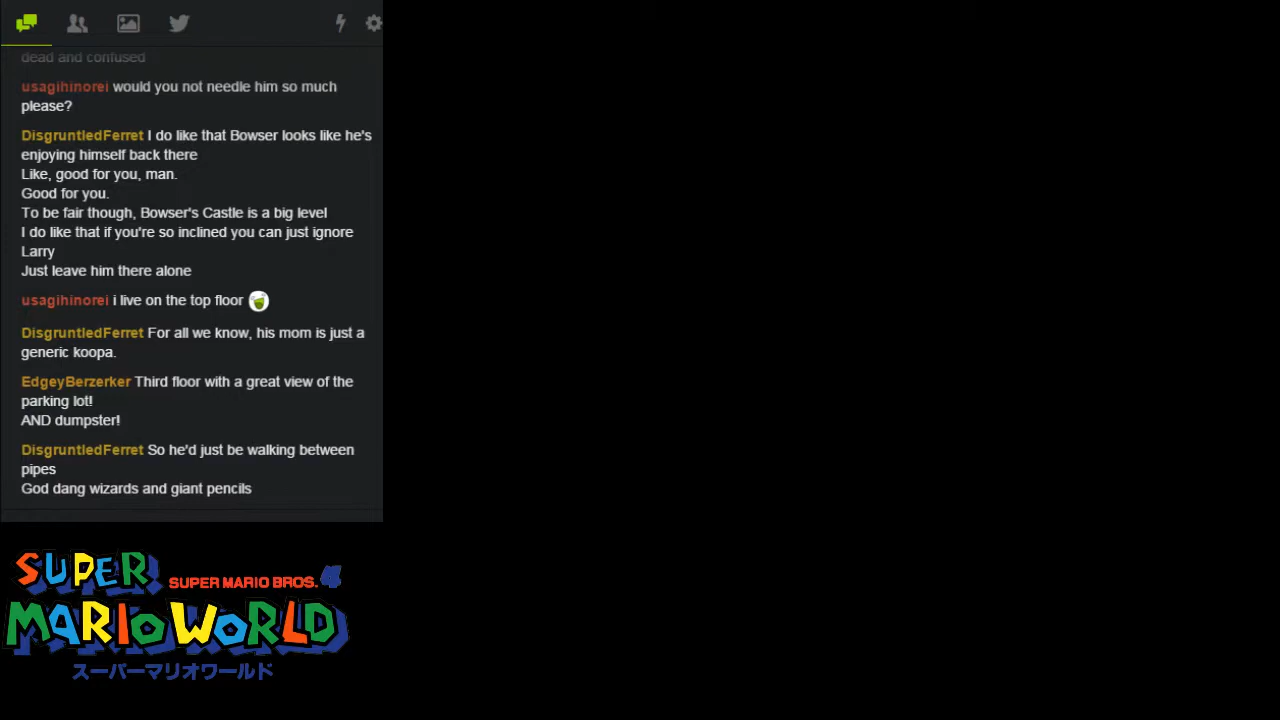 dead and confused
usagihinorei would you not needle him so much
please?
DisgruntledFerret I do like that Bowser looks like he's
enjoying himself back there
Like, good for you, man.
Good for you.
To be fair though, Bowser's Castle is a big level
I do like that if you're so inclined you can just ignore
Larry
Just leave him there alone
usagihinorei i live on the top floor
DisgruntledFerret For all we know, his mom is just a
generic koopa.
EdgeyBerzerker Third floor with a great view of the
parking lot!
AND dumpster!
DisgruntledFerret So he'd just be walking between
pipes
God dang wizards and giant pencils
SUPER SUPER MARIO BROS. 4
MARIO WORLD
スーパーマリオワールド